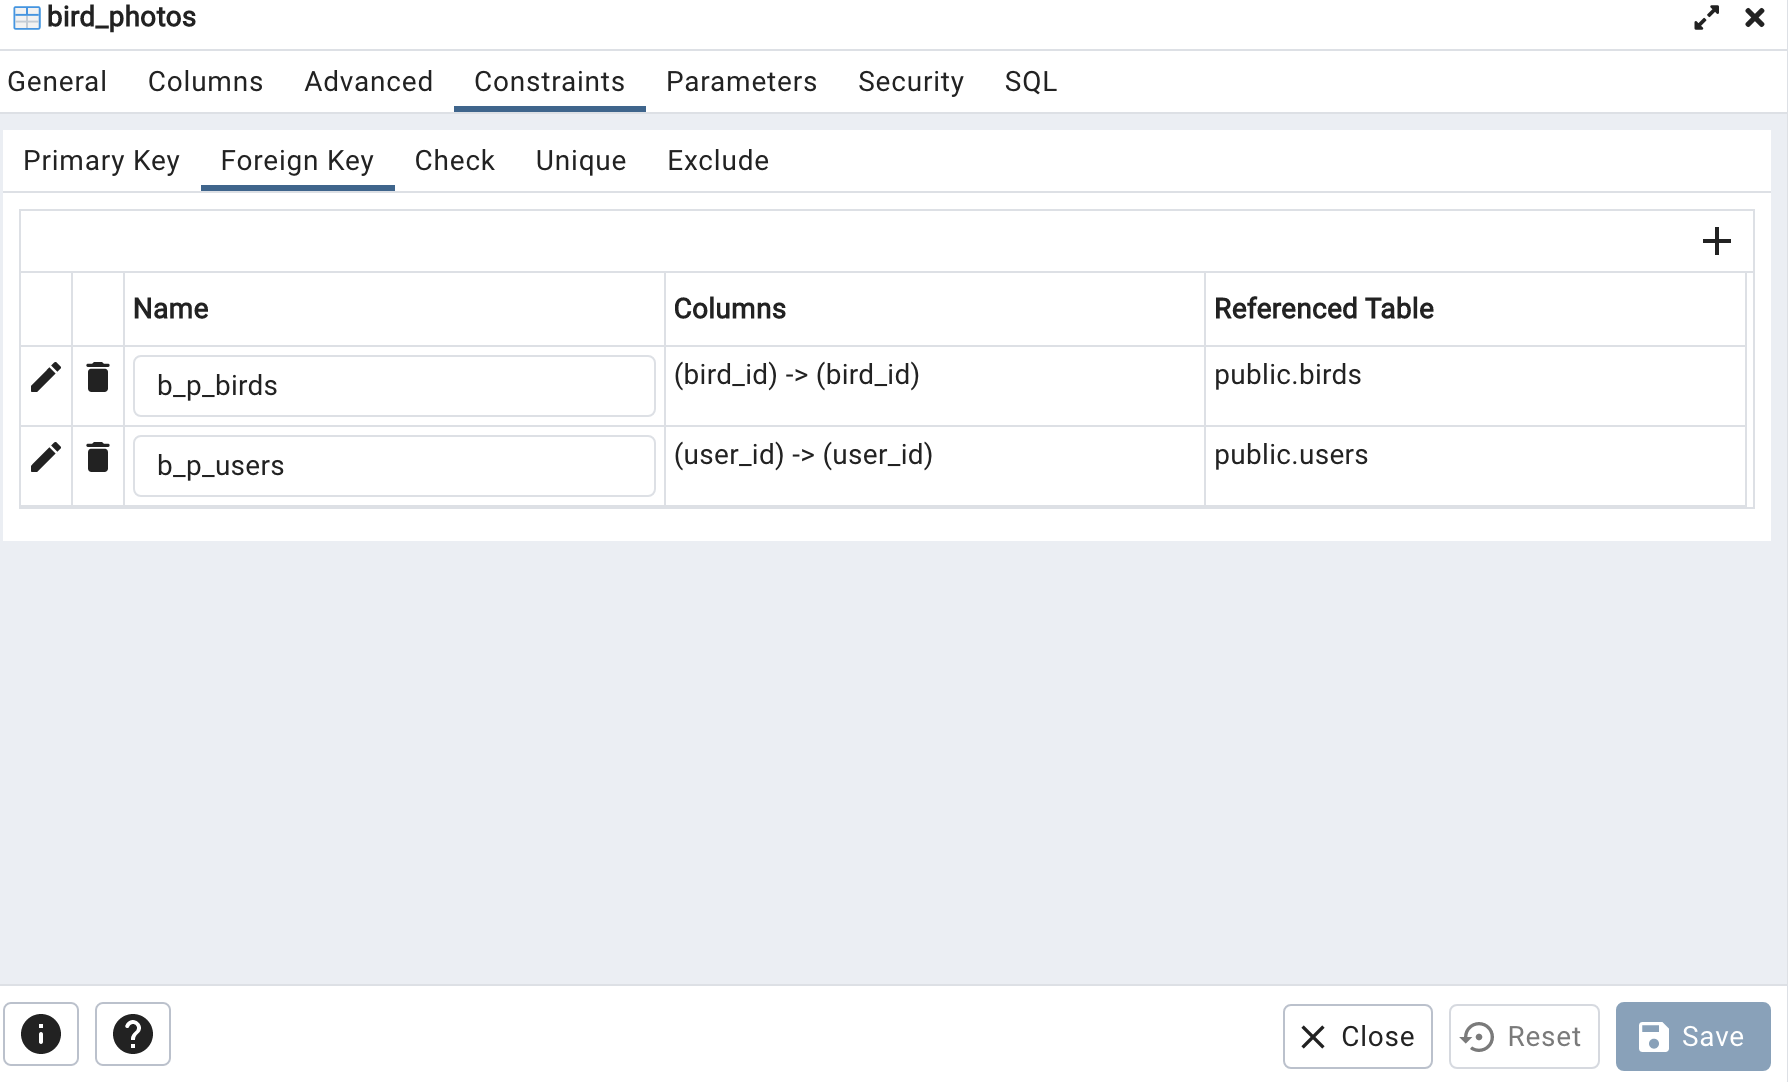 bird_photos
General Columns Advanced Constraints Parameters Security SQL
Primary Key Foreign Key Check Unique Exclude
Name Columns Referenced Table
b_p_birds (bird_id) -> (bird_id) public.birds
b_p_users (user_id) -> (user_id) public.users
Close Reset Save